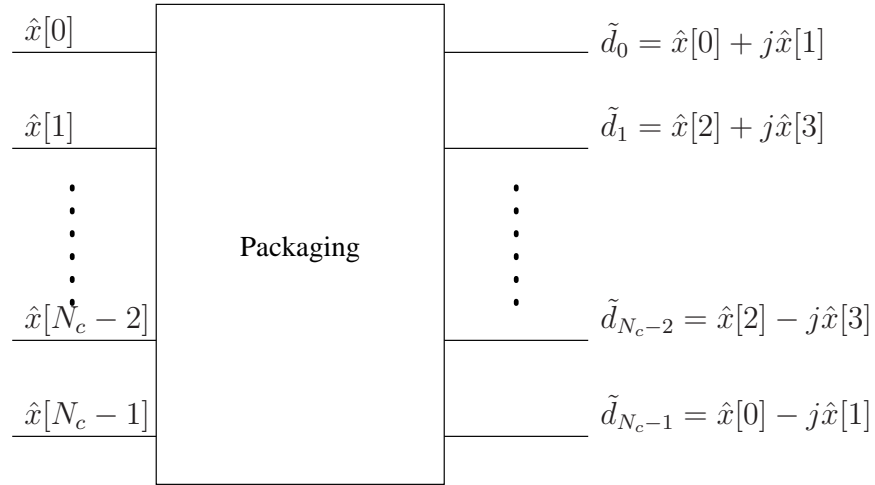 x̂[0]
d̃₀ = x̂[0] + jx̂[1]
x̂[1]
d̃₁ = x̂[2] + jx̂[3]
Packaging
x̂[N_c − 2]
d̃_{N_c−2} = x̂[2] − jx̂[3]
x̂[N_c − 1]
d̃_{N_c−1} = x̂[0] − jx̂[1]